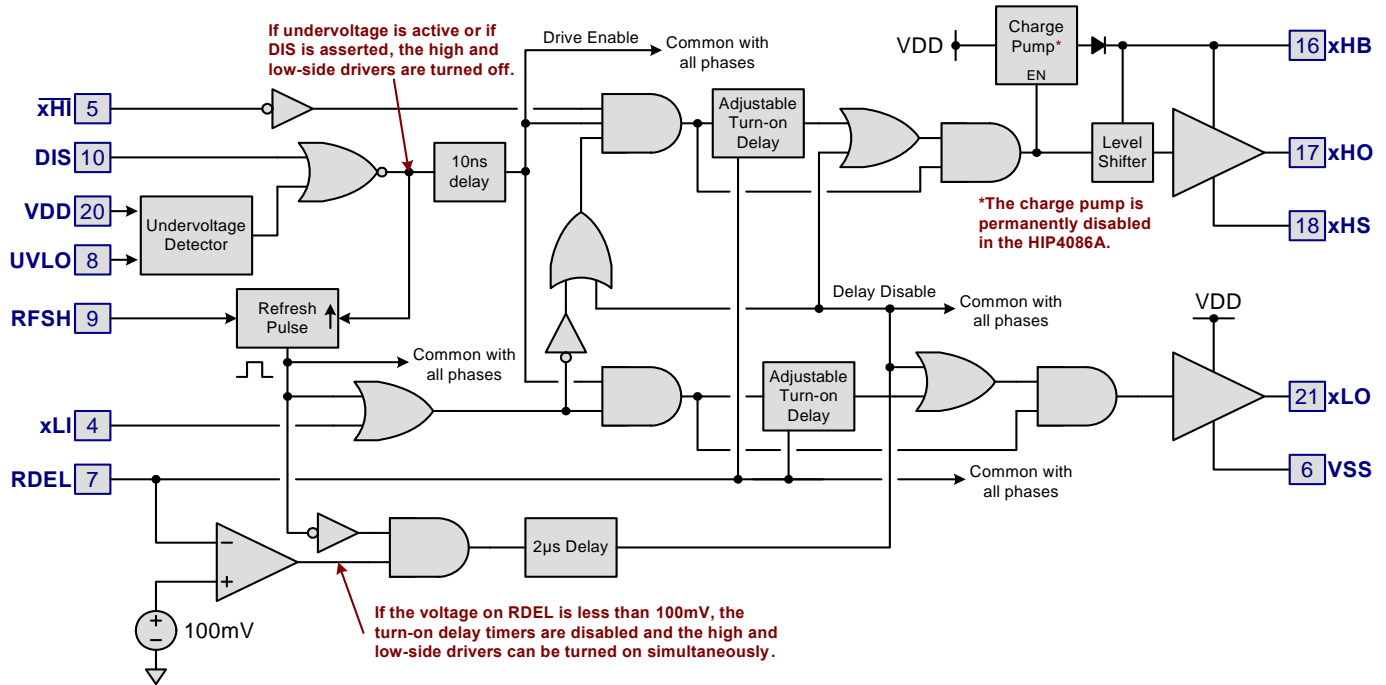 If undervoltage is active or if
DIS is asserted, the high and
low-side drivers are turned off.
Drive Enable
Common with
all phases
VDD
Charge
Pump*
EN
16 xHB
xHI 5
Adjustable
Turn-on
Delay
DIS 10
10ns
delay
Level
Shifter
17 xHO
VDD 20
Undervoltage
Detector
UVLO 8
*The charge pump is
permanently disabled
in the HIP4086A.
18 xHS
RFSH 9
Refresh
Pulse
Delay Disable
Common with
all phases
VDD
Common with
all phases
Adjustable
Turn-on
Delay
21 xLO
xLI 4
RDEL 7
Common with
all phases
6 VSS
−
+
2µs Delay
+
−
100mV
If the voltage on RDEL is less than 100mV, the
turn-on delay timers are disabled and the high and
low-side drivers can be turned on simultaneously.